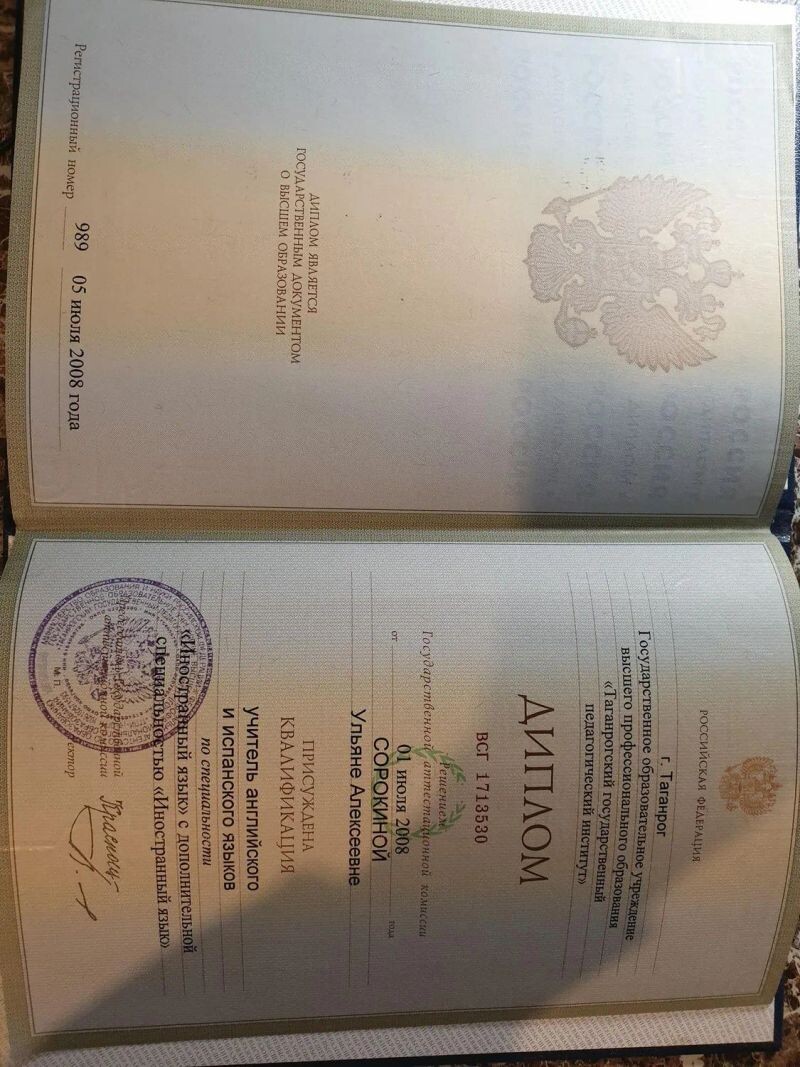 ДИПЛОМ ЯВЛЯЕТСЯ
ГОСУДАРСТВЕННЫМ ДОКУМЕНТОМ
О ВЫСШЕМ ОБРАЗОВАНИИ
Регистрационный номер 989 05 июля 2008 года
РОССИЙСКАЯ ФЕДЕРАЦИЯ
г. Таганрог
Государственное образовательное учреждение
высшего профессионального образования
«Таганрогский государственный
педагогический институт»
ДИПЛОМ
ВСГ 1713530
Решением
Государственной аттестационной комиссии
от 01 июля 2008 года
СОРОКИНОЙ
Ульяне Алексеевне
ПРИСУЖДЕНА
КВАЛИФИКАЦИЯ
учитель английского
и испанского языков
по специальности
«Иностранный язык» с дополнительной
специальностью «Иностранный язык»
аттестационной комиссии
М.П.